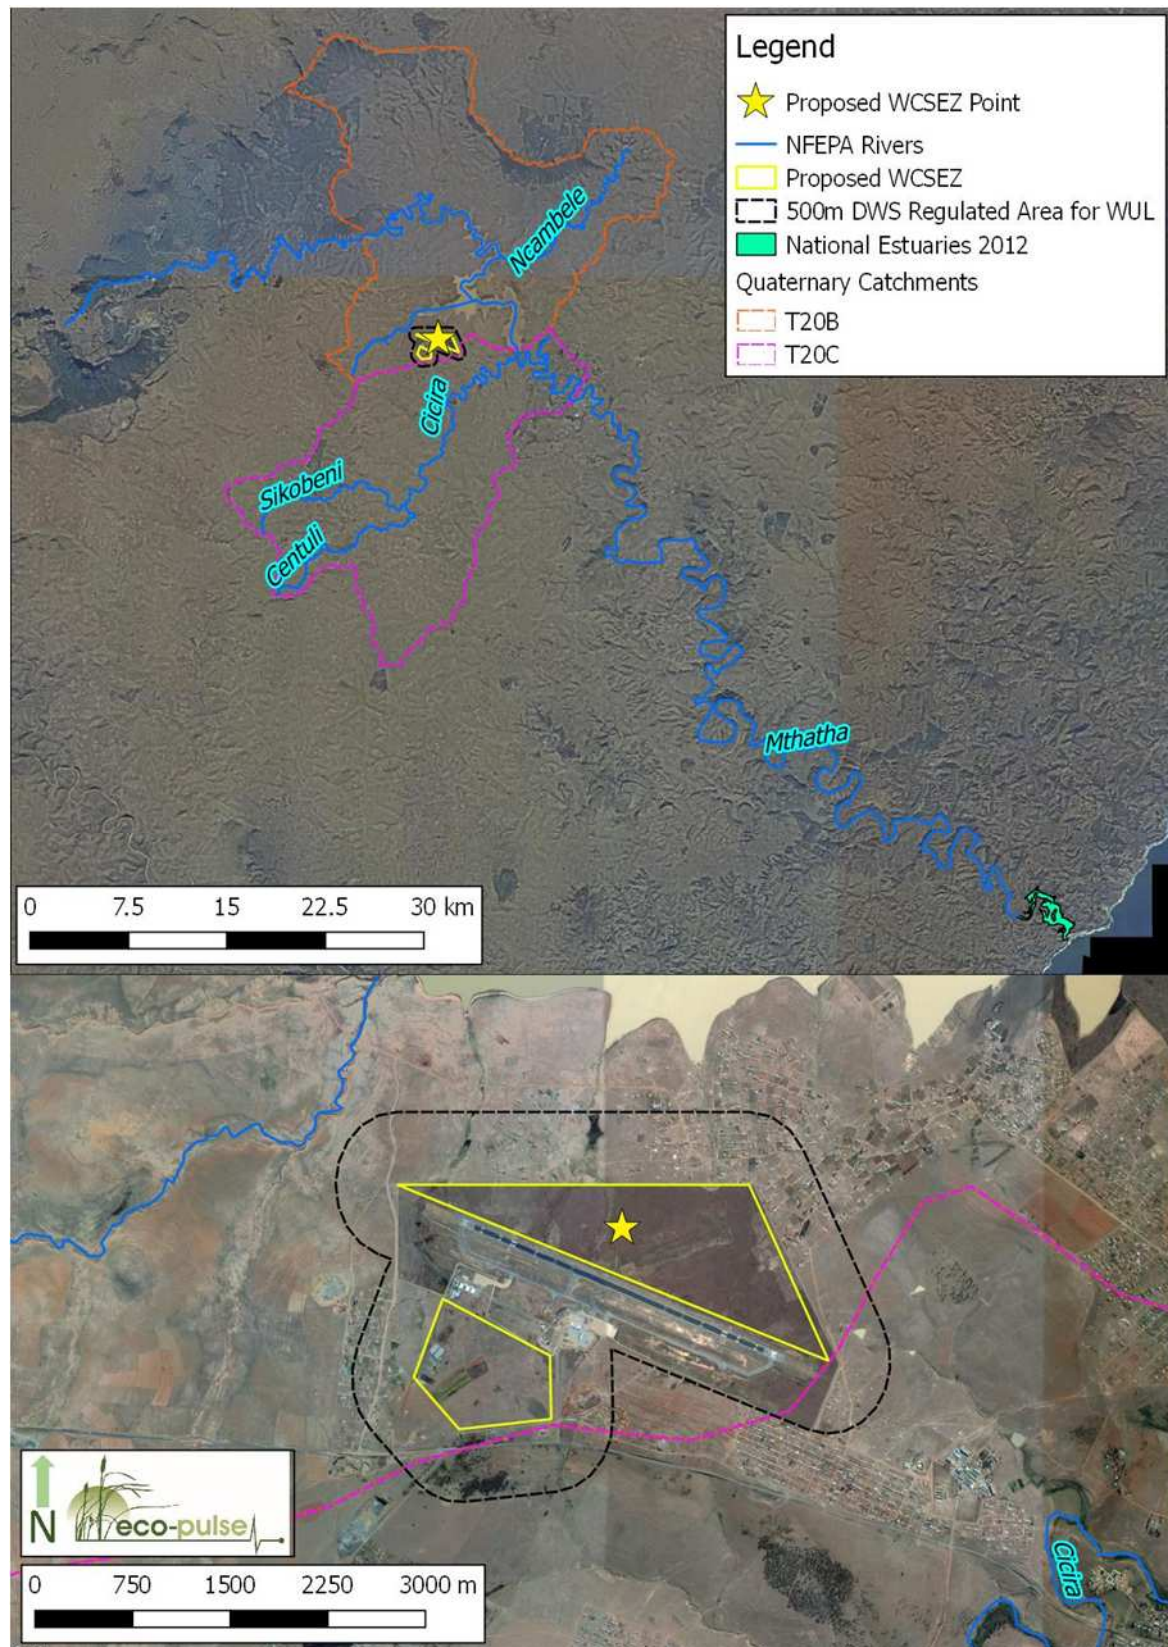 Legend
Proposed WCSEZ Point
NFEPA Rivers
Proposed WCSEZ
500m DWS Regulated Area for WUL
National Estuaries 2012
Quaternary Catchments
T20B
T20C
Ncambele
Cicira
Sikobeni
Centuli
Mthatha
0 7.5 15 22.5 30 km
N
eco-pulse
0 750 1500 2250 3000 m
Cicira